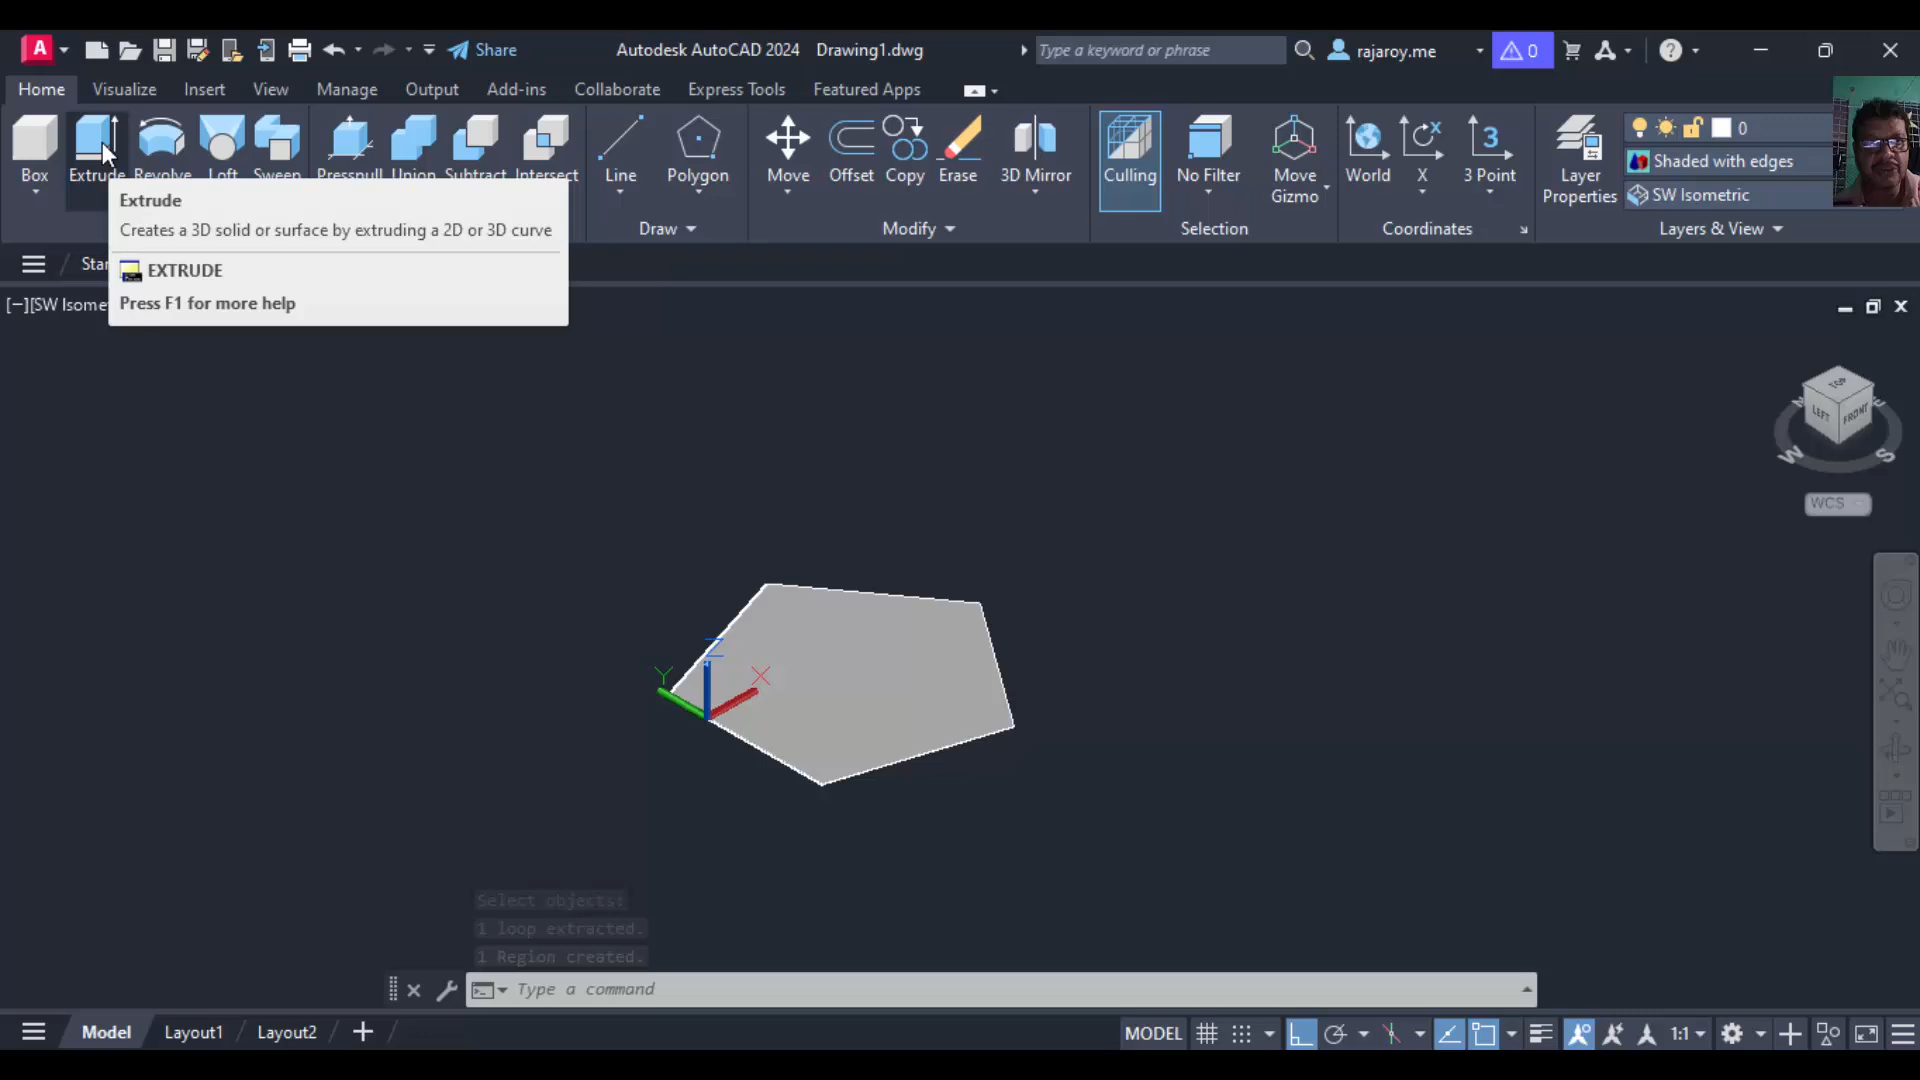 A Share Autodesk AutoCAD 2024 Drawing1.dwg Type a keyword or phrase rajaroy.me 0
Home Visualize Insert View Manage Output Add-ins Collaborate Express Tools Featured Apps
Box Extrude Revolve Loft Sweep Presspull Union Subtract Intersect Line Polygon Move Offset Copy Erase 3D Mirror Culling No Filter Move Gizmo World X 3 Point Layer Properties
0
Shaded with edges
SW Isometric
Draw Modify Selection Coordinates Layers & View
Extrude
Creates a 3D solid or surface by extruding a 2D or 3D curve
EXTRUDE
Press F1 for more help
Star
[−][SW Isome
TOP
LEFT FRONT
N E
W S
WCS
Z
Y X
Select objects:
1 loop extracted.
1 Region created.
Type a command
Model Layout1 Layout2 MODEL 1:1